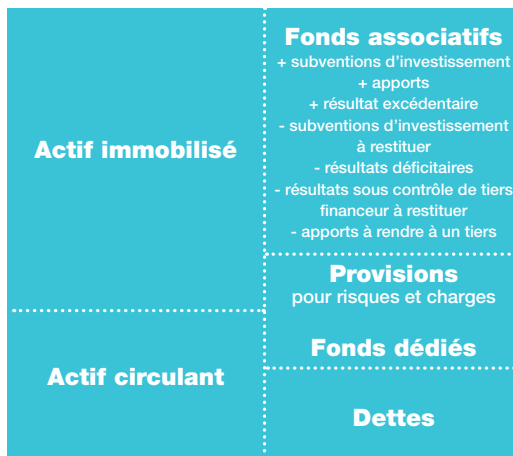 Actif immobilisé
Actif circulant
Fonds associatifs
+ subventions d'investissement
+ apports
+ résultat excédentaire
- subventions d'investissement
à restituer
- résultats déficitaires
- résultats sous contrôle de tiers
financeur à restituer
- apports à rendre à un tiers
Provisions
pour risques et charges
Fonds dédiés
Dettes